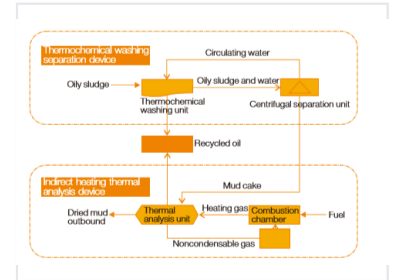 Thermochemical washing
separation device
Circulating water
Oily sludge
Oily sludge and water
Thermochemical
washing unit
Centrifugal separation unit
Recycled oil
Indirect heating thermal
analysis device
Mud cake
Dried mud
outbound
Thermal
analysis unit
Heating gas
Combustion
chamber
Fuel
Noncondensable gas